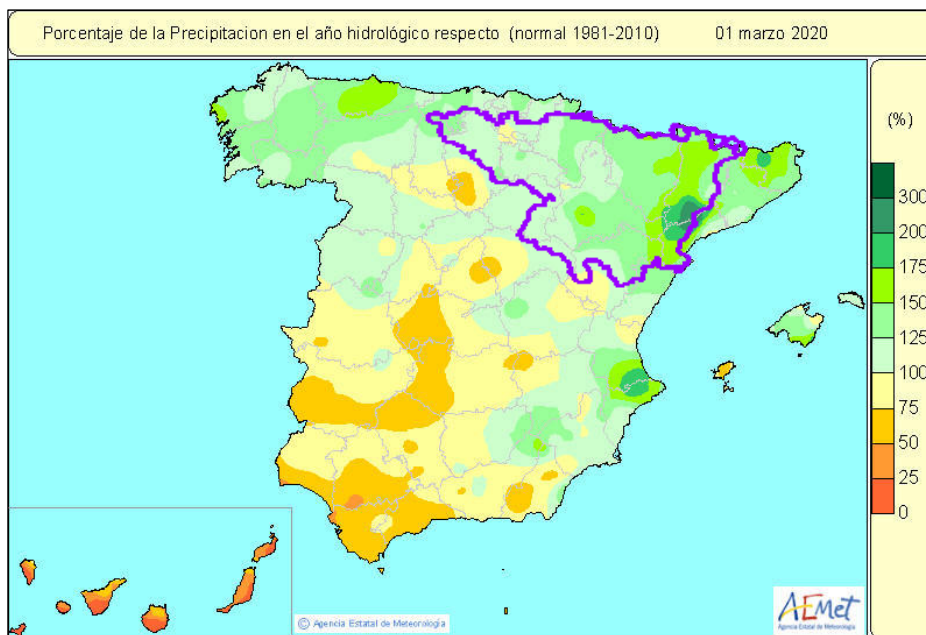 Porcentaje de la Precipitacion en el año hidrológico respecto (normal 1981-2010) 01 marzo 2020
(%)
300
200
175
150
125
100
75
50
25
0
© Agencia Estatal de Meteorología
AEMet
Agencia Estatal de Meteorología